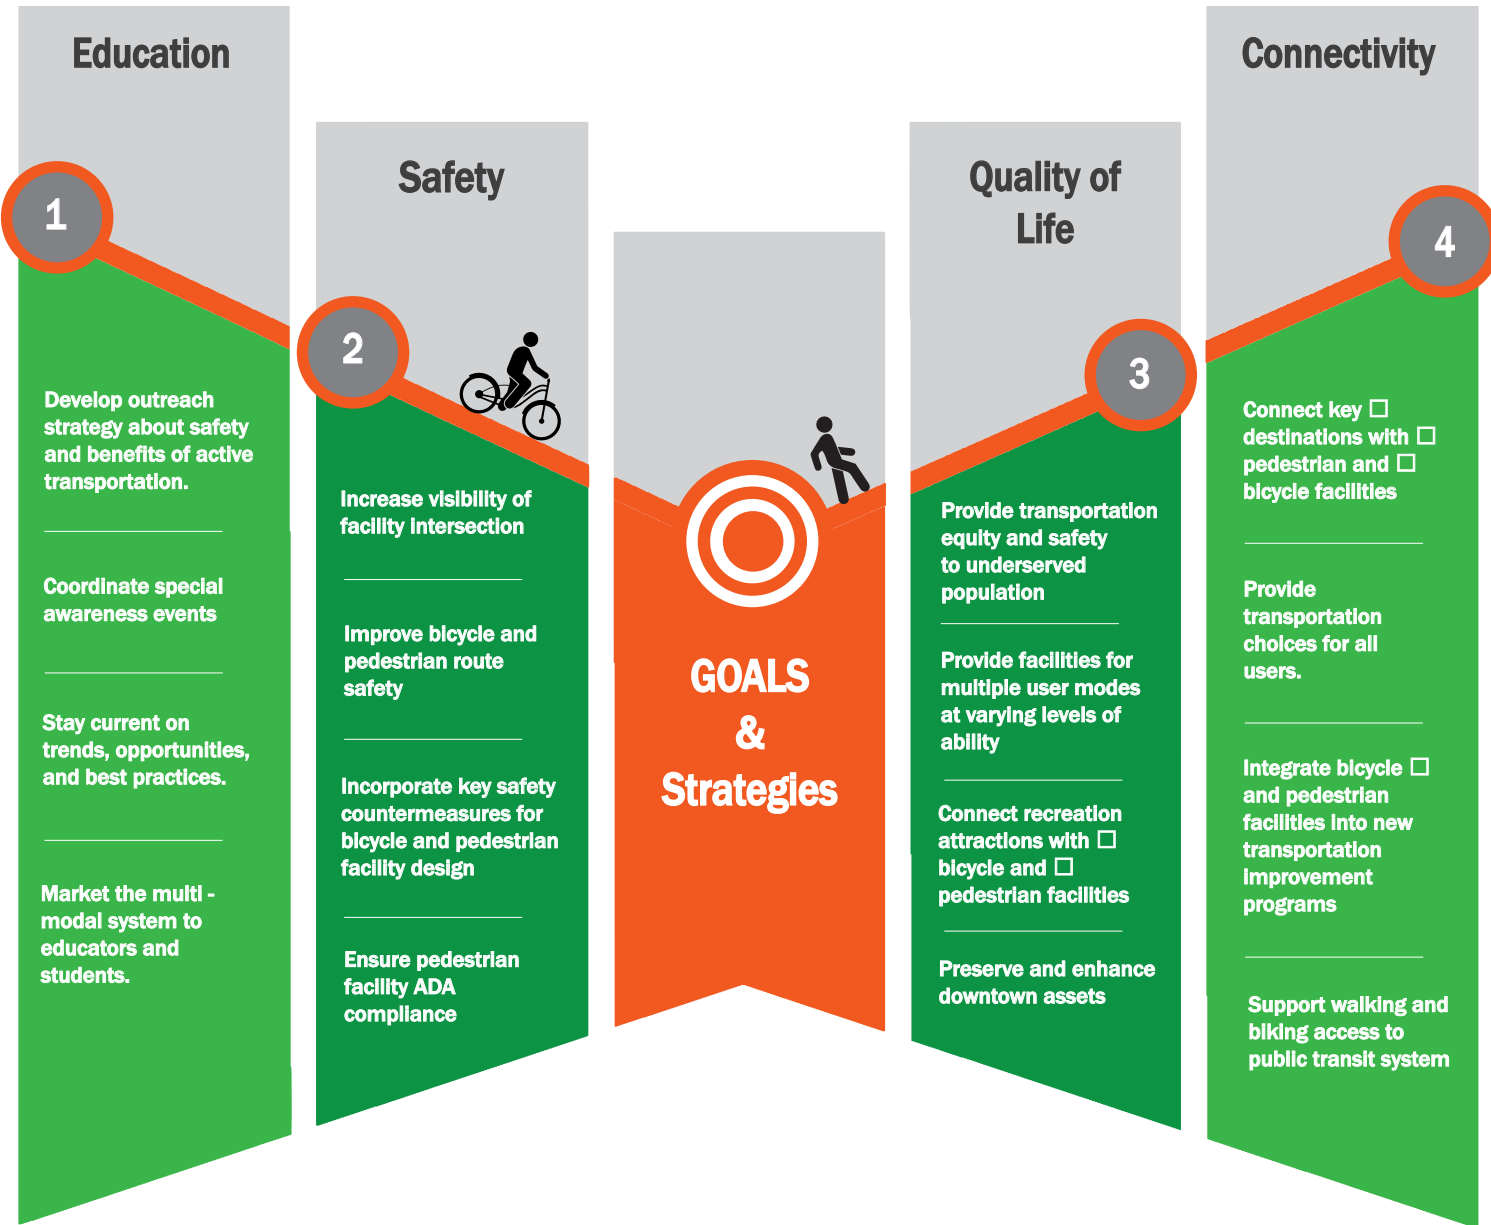 Education
1
Develop outreach
strategy about safety
and benefits of active
transportation.
Coordinate special
awareness events
Stay current on
trends, opportunities,
and best practices.
Market the multi -
modal system to
educators and
students.
Safety
2
Increase visibility of
facility intersection
Improve bicycle and
pedestrian route
safety
Incorporate key safety
countermeasures for
bicycle and pedestrian
facility design
Ensure pedestrian
facility ADA
compliance
GOALS
&
Strategies
Quality of
Life
3
Provide transportation
equity and safety
to underserved
population
Provide facilities for
multiple user modes
at varying levels of
ability
Connect recreation
attractions with □
bicycle and □
pedestrian facilities
Preserve and enhance
downtown assets
Connectivity
4
Connect key □
destinations with □
pedestrian and □
bicycle facilities
Provide
transportation
choices for all
users.
Integrate bicycle □
and pedestrian
facilities into new
transportation
improvement
programs
Support walking and
biking access to
public transit system